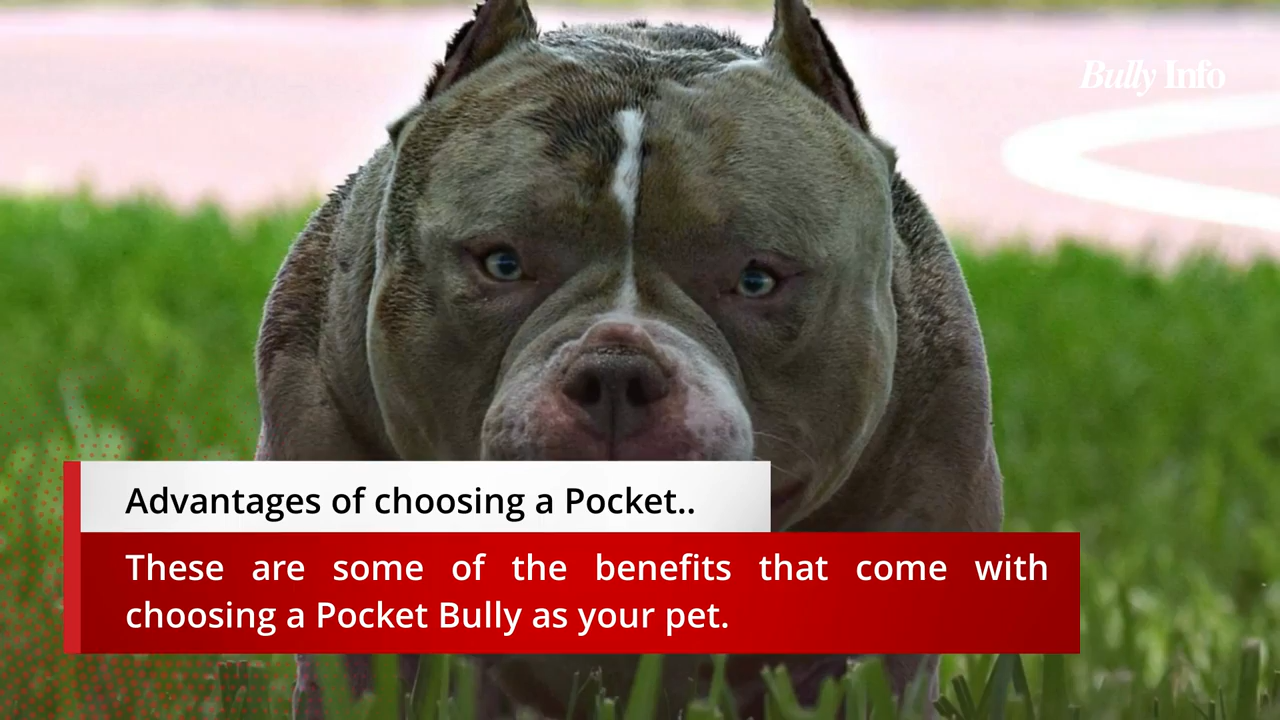 Bully Info
Advantages of choosing a Pocket..
These are some of the benefits that come with
choosing a Pocket Bully as your pet.